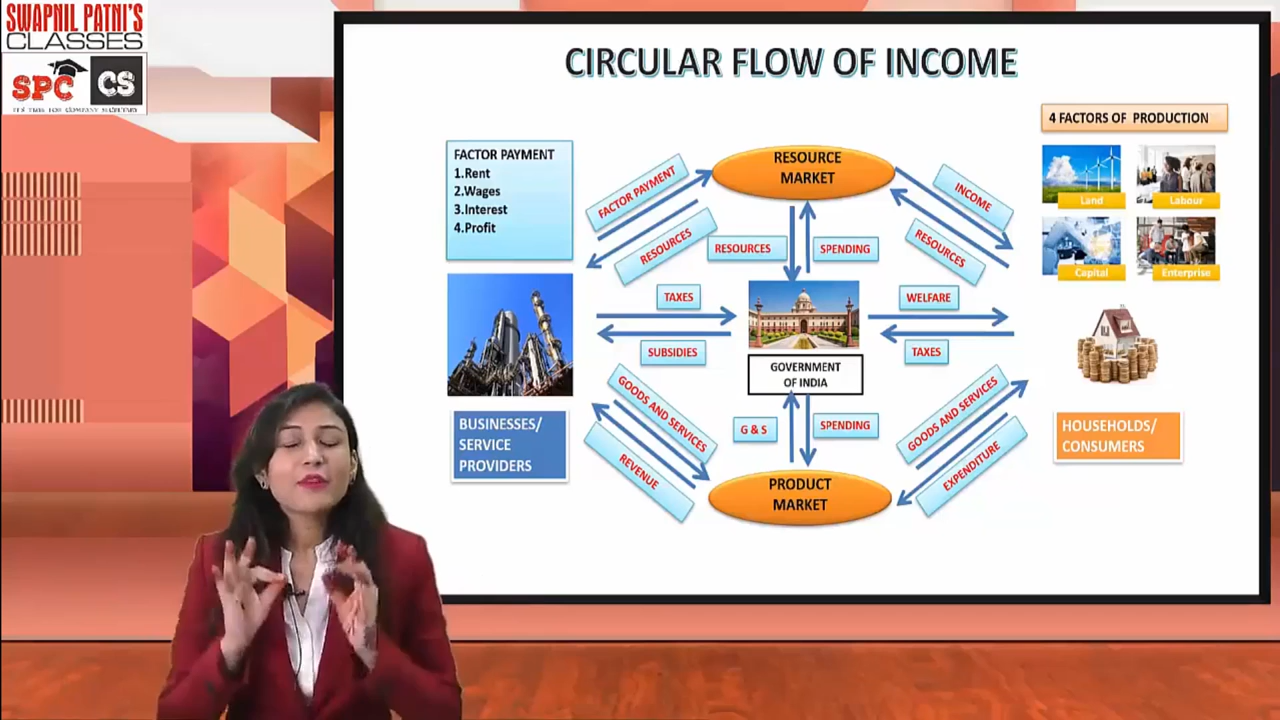 SWAPNIL PATNI'S
CLASSES
SPC CS
CIRCULAR FLOW OF INCOME
4 FACTORS OF PRODUCTION
Land
Labour
Capital
Enterprise
FACTOR PAYMENT
1.Rent
2.Wages
3.Interest
4.Profit
RESOURCE
MARKET
FACTOR PAYMENT
RESOURCES
RESOURCES
SPENDING
INCOME
RESOURCES
TAXES
SUBSIDIES
WELFARE
TAXES
GOVERNMENT
OF INDIA
GOODS AND SERVICES
REVENUE
G & S
SPENDING
GOODS AND SERVICES
EXPENDITURE
BUSINESSES/
SERVICE
PROVIDERS
HOUSEHOLDS/
CONSUMERS
PRODUCT
MARKET